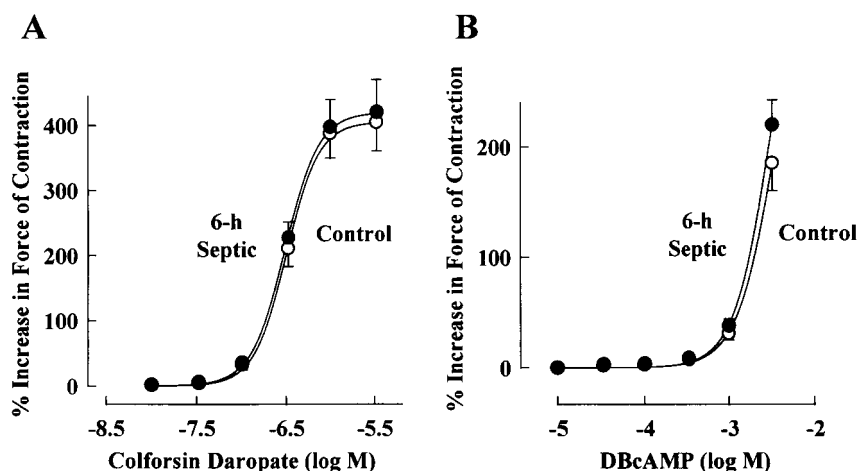 A
% Increase in Force of Contraction
400
300
200
100
0
6-h
Septic
Control
-8.5
-7.5
-6.5
-5.5
Colforsin Daropate (log M)
B
% Increase in Force of Contraction
200
100
0
6-h
Septic
Control
-5
-4
-3
-2
DBcAMP (log M)